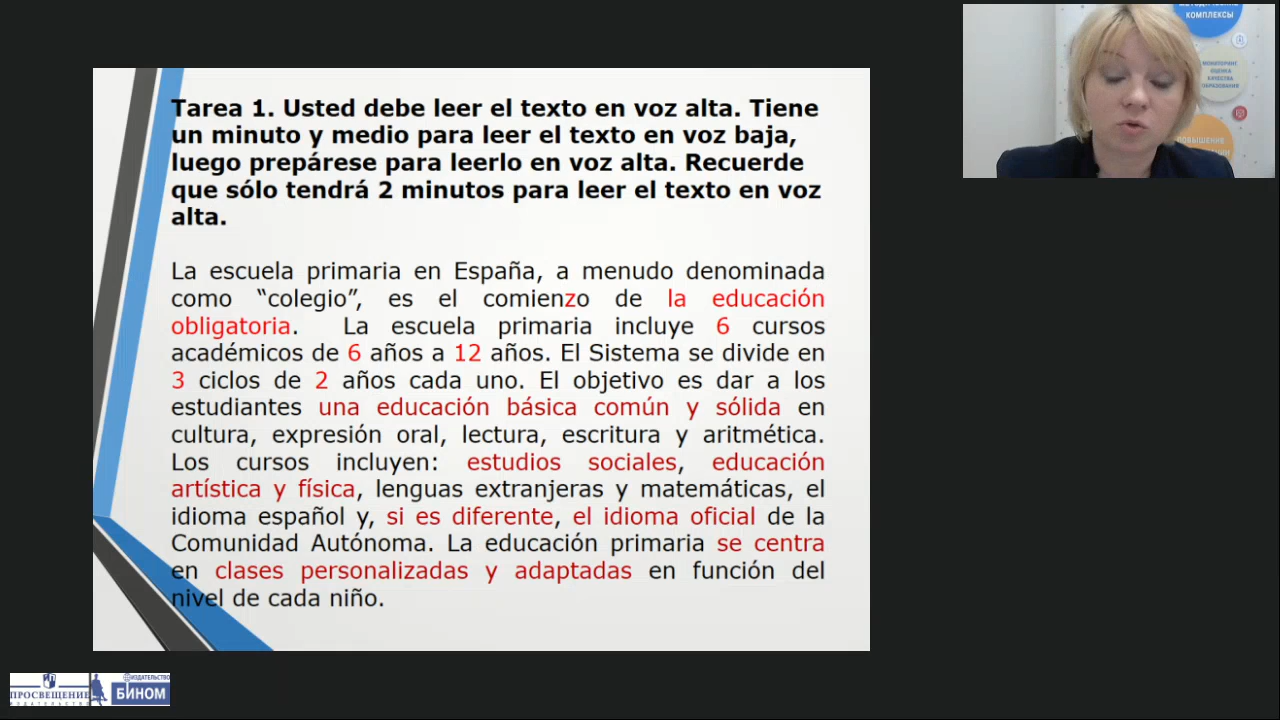 Tarea 1. Usted debe leer el texto en voz alta. Tiene
un minuto y medio para leer el texto en voz baja,
luego prepárese para leerlo en voz alta. Recuerde
que sólo tendrá 2 minutos para leer el texto en voz
alta.
La escuela primaria en España, a menudo denominada
como “colegio”, es el comienzo de la educación
obligatoria. La escuela primaria incluye 6 cursos
académicos de 6 años a 12 años. El Sistema se divide en
3 ciclos de 2 años cada uno. El objetivo es dar a los
estudiantes una educación básica común y sólida en
cultura, expresión oral, lectura, escritura y aritmética.
Los cursos incluyen: estudios sociales, educación
artística y física, lenguas extranjeras y matemáticas, el
idioma español y, si es diferente, el idioma oficial de la
Comunidad Autónoma. La educación primaria se centra
en clases personalizadas y adaptadas en función del
nivel de cada niño.
КОМПЛЕКСЫ
МОНИТОРИНГ,
ОЦЕНКА
КАЧЕСТВА
ОБРАЗОВАНИЯ
ПОВЫШЕНИЕ
ПРОСВЕЩЕНИЕ
ИЗДАТЕЛЬСТВО
ИЗДАТЕЛЬСТВО
БИНОМ